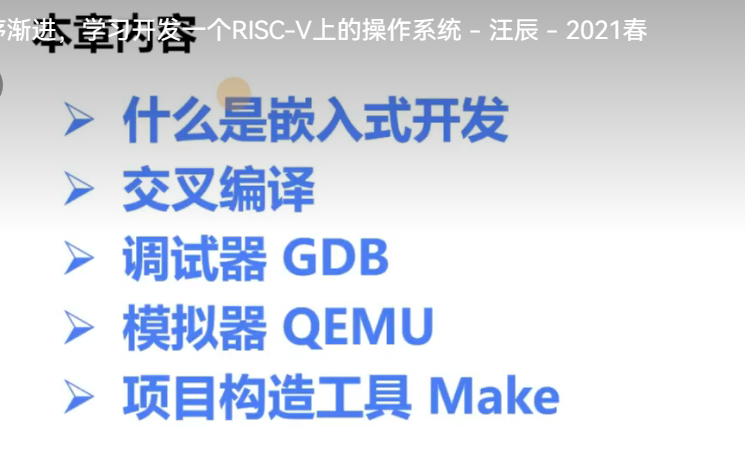 序渐进，学习开发一个RISC-V上的操作系统 - 汪辰 - 2021春
本章内容
什么是嵌入式开发
交叉编译
调试器 GDB
模拟器 QEMU
项目构造工具 Make